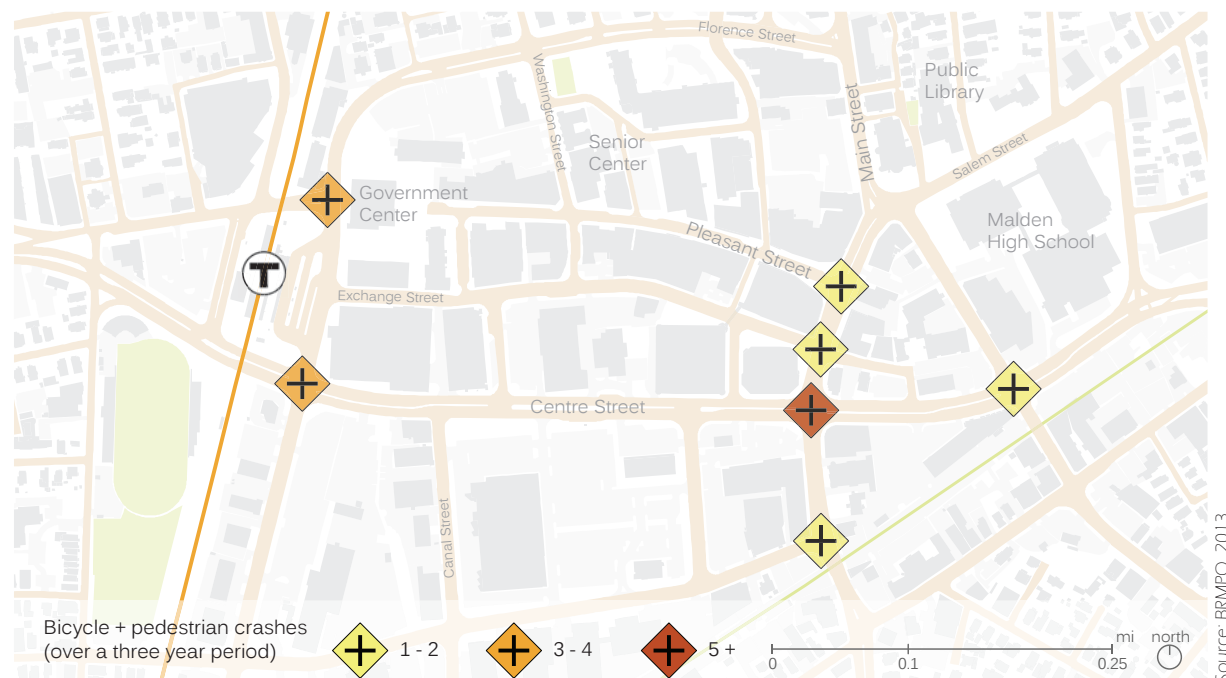 Florence Street
Washington Street
Main Street
Public
Library
Senior
Center
Salem Street
Government
Center
Malden
High School
Pleasant Street
T
Exchange Street
Centre Street
Canal Street
Bicycle + pedestrian crashes
(over a three year period)
1 - 2
3 - 4
5 +
mi
0
0.1
0.25
north
Source: BRMPO, 2013